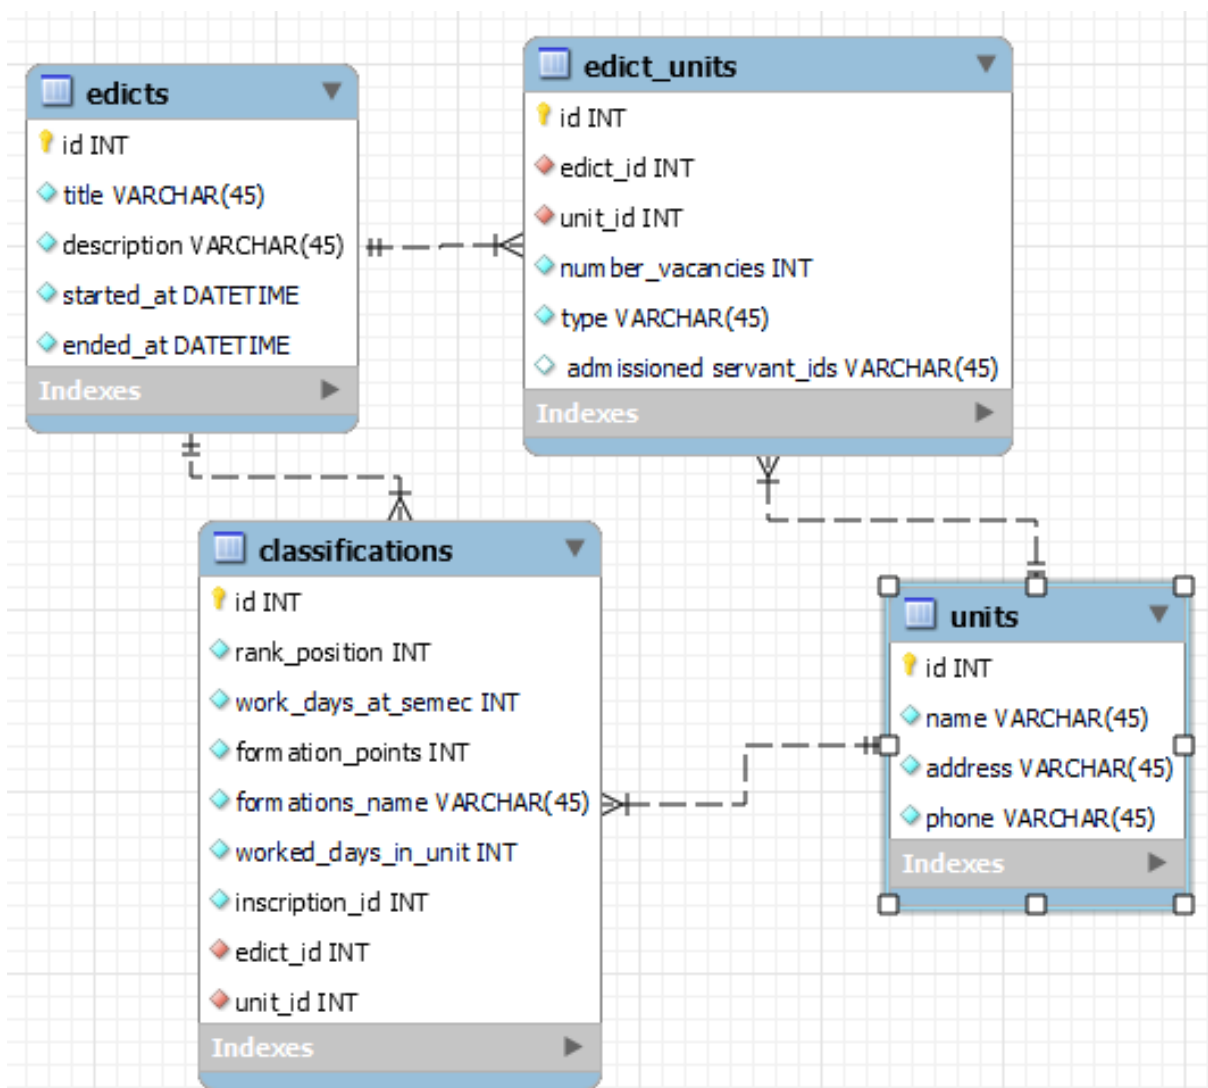 edicts
id INT
title VARCHAR(45)
description VARCHAR(45)
started_at DATETIME
ended_at DATETIME
Indexes
edict_units
id INT
edict_id INT
unit_id INT
number_vacancies INT
type VARCHAR(45)
admissioned servant_ids VARCHAR(45)
Indexes
classifications
id INT
rank_position INT
work_days_at_semec INT
formation_points INT
formations_name VARCHAR(45)
worked_days_in_unit INT
inscription_id INT
edict_id INT
unit_id INT
Indexes
units
id INT
name VARCHAR(45)
address VARCHAR(45)
phone VARCHAR(45)
Indexes